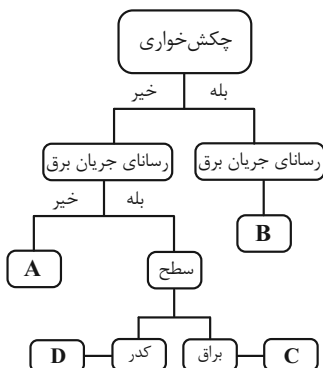 چکش‌خواری
بله
خیر
رسانای جریان برق
رسانای جریان برق
بله
خیر
B
A
سطح
براق
کدر
C
D